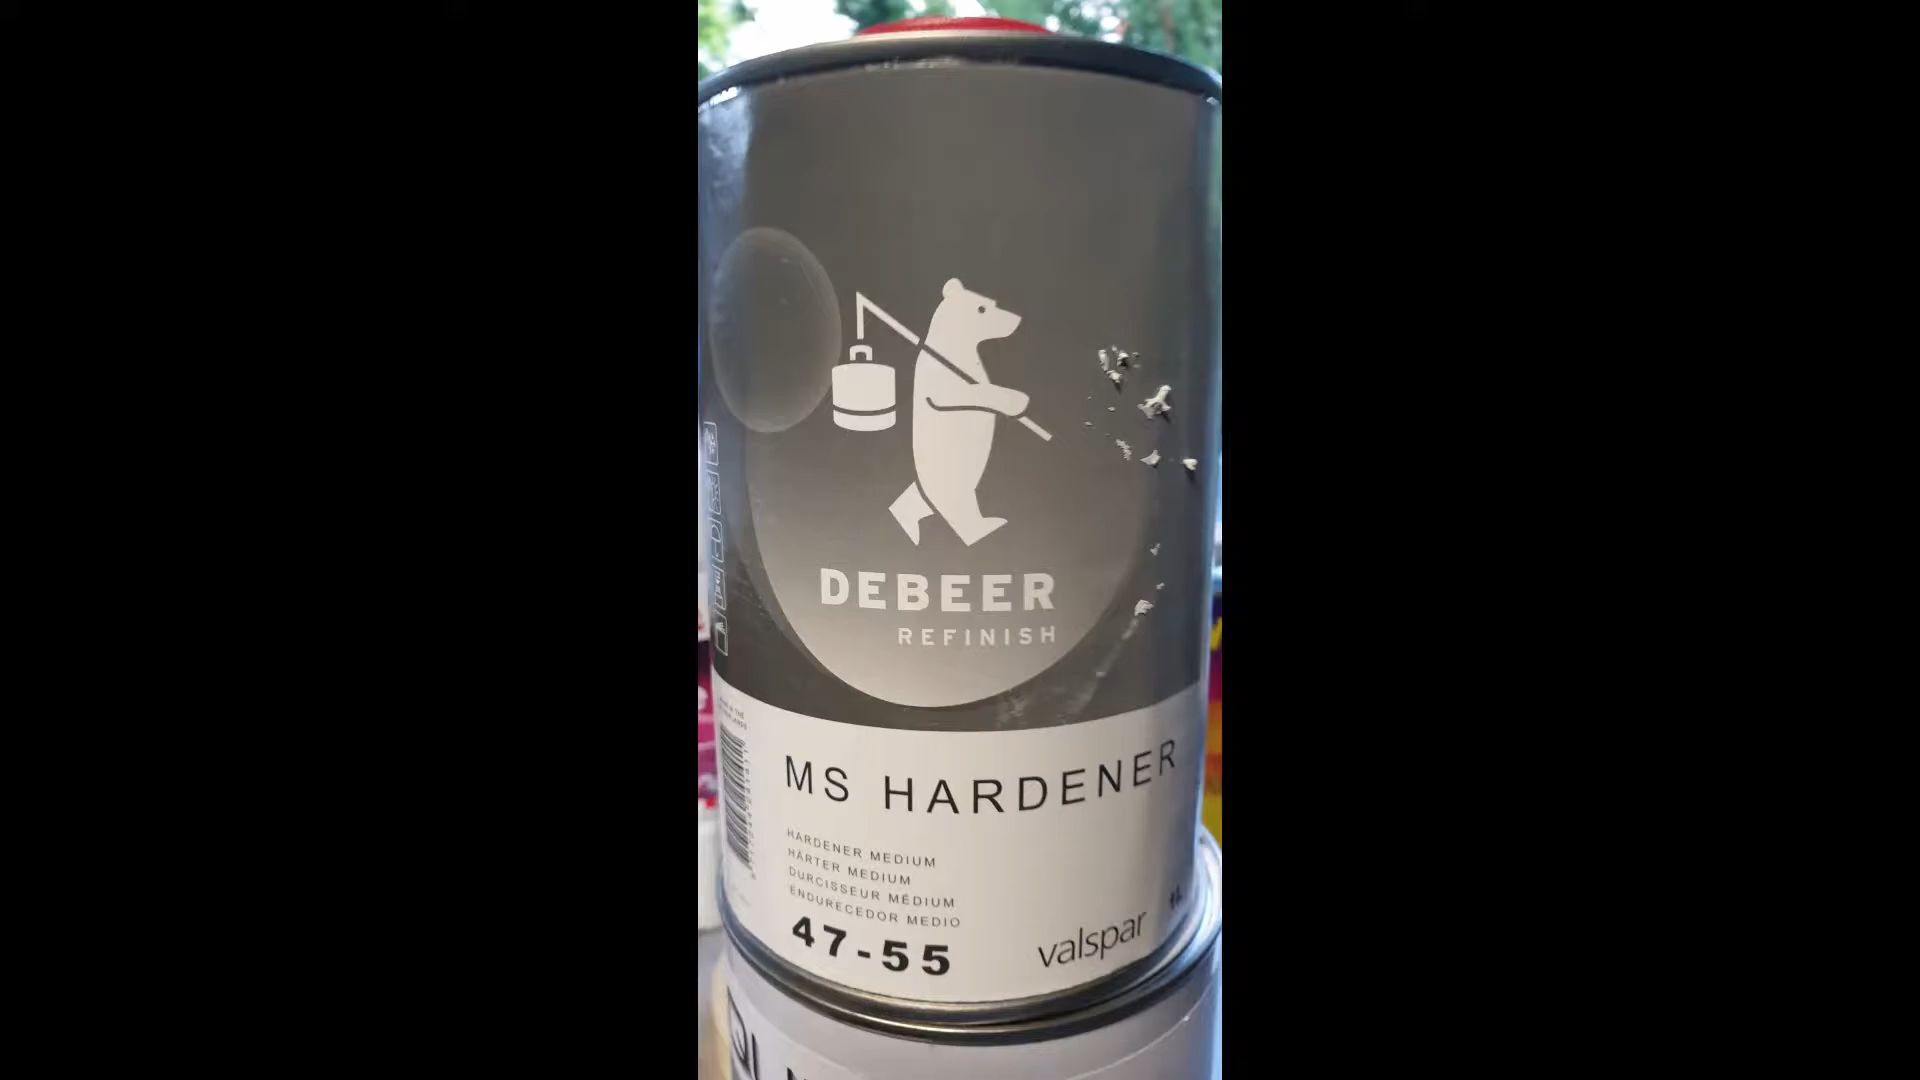 DEBEER
REFINISH
MS HARDENER
HARDENER MEDIUM
HÄRTER MEDIUM
DURCISSEUR MÉDIUM
ENDURECEDOR MEDIO
47-55
valspar
1L